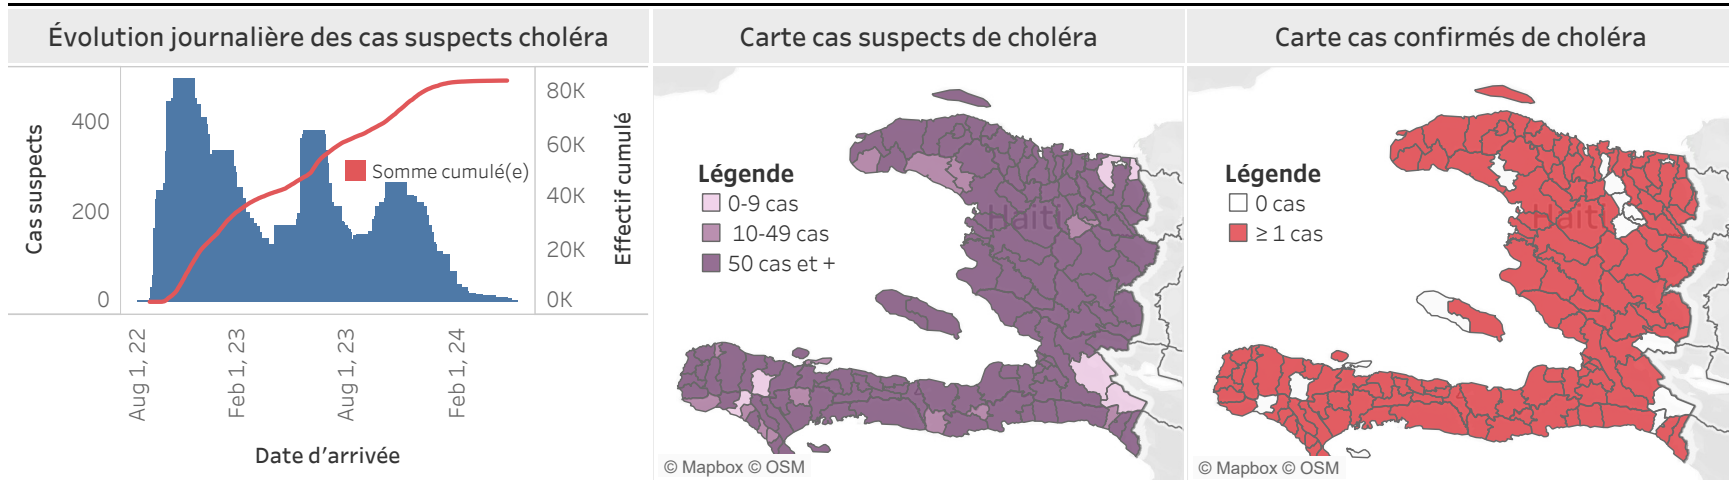 Évolution journalière des cas suspects choléra
Carte cas suspects de choléra
Carte cas confirmés de choléra
Cas suspects
400
200
0
80K
60K
40K
20K
0K
Effectif cumulé
Somme cumulé(e)
Aug 1, 22
Feb 1, 23
Aug 1, 23
Feb 1, 24
Date d'arrivée
Légende
0-9 cas
10-49 cas
50 cas et +
Haiti
© Mapbox © OSM
Légende
0 cas
≥ 1 cas
Haiti
© Mapbox © OSM